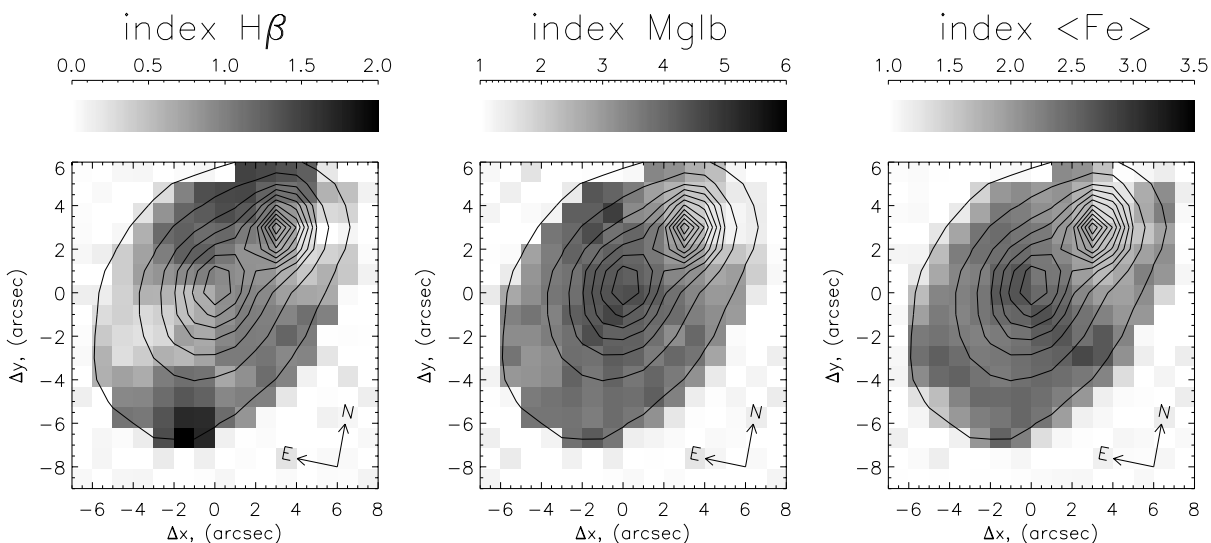 index Hβ index MgIb index <Fe>
0.0 0.5 1.0 1.5 2.0 1 2 3 4 5 6 1.0 1.5 2.0 2.5 3.0 3.5
6 6 6
4 4 4
2 2 2
0 0 0
−2 −2 −2
−4 −4 −4
−6 −6 −6
−8 −8 −8
Δy, (arcsec) Δy, (arcsec) Δy, (arcsec)
N N N
E E E
−6 −4 −2 0 2 4 6 8 −6 −4 −2 0 2 4 6 8 −6 −4 −2 0 2 4 6 8
Δx, (arcsec) Δx, (arcsec) Δx, (arcsec)